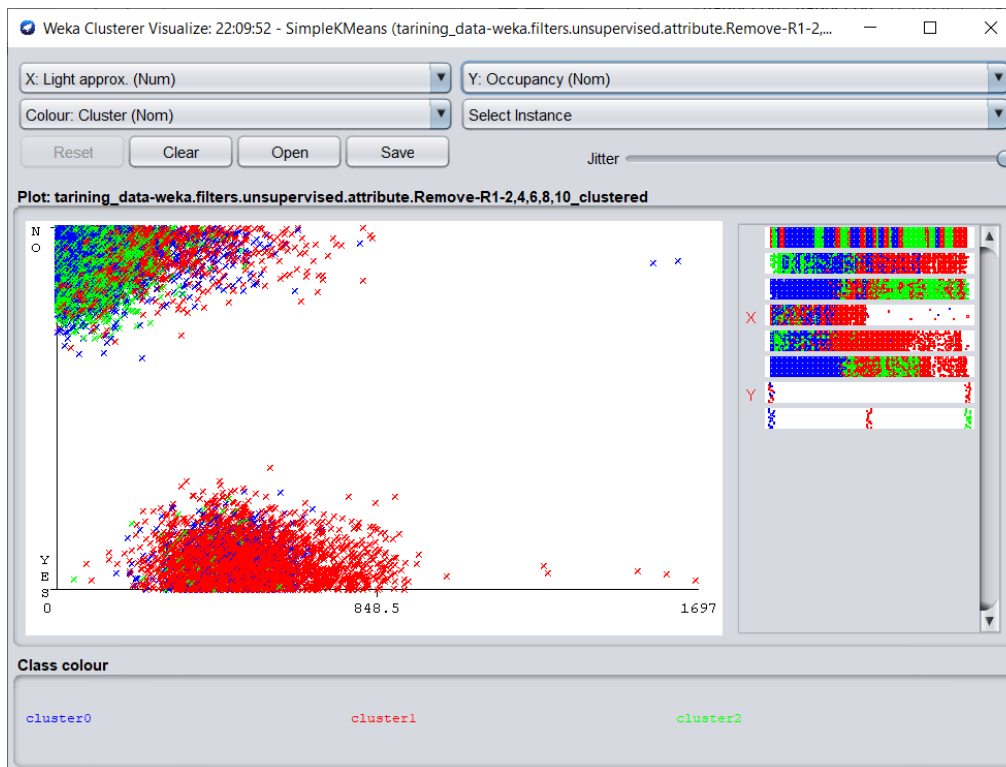 Weka Clusterer Visualize: 22:09:52 - SimpleKMeans (tarining_data-weka.filters.unsupervised.attribute.Remove-R1-2,...
X: Light approx. (Num)
Y: Occupancy (Nom)
Colour: Cluster (Nom)
Select Instance
Reset
Clear
Open
Save
Jitter
Plot: tarining_data-weka.filters.unsupervised.attribute.Remove-R1-2,4,6,8,10_clustered
NO
YES
0
848.5
1697
X
Y
Class colour
cluster0
cluster1
cluster2